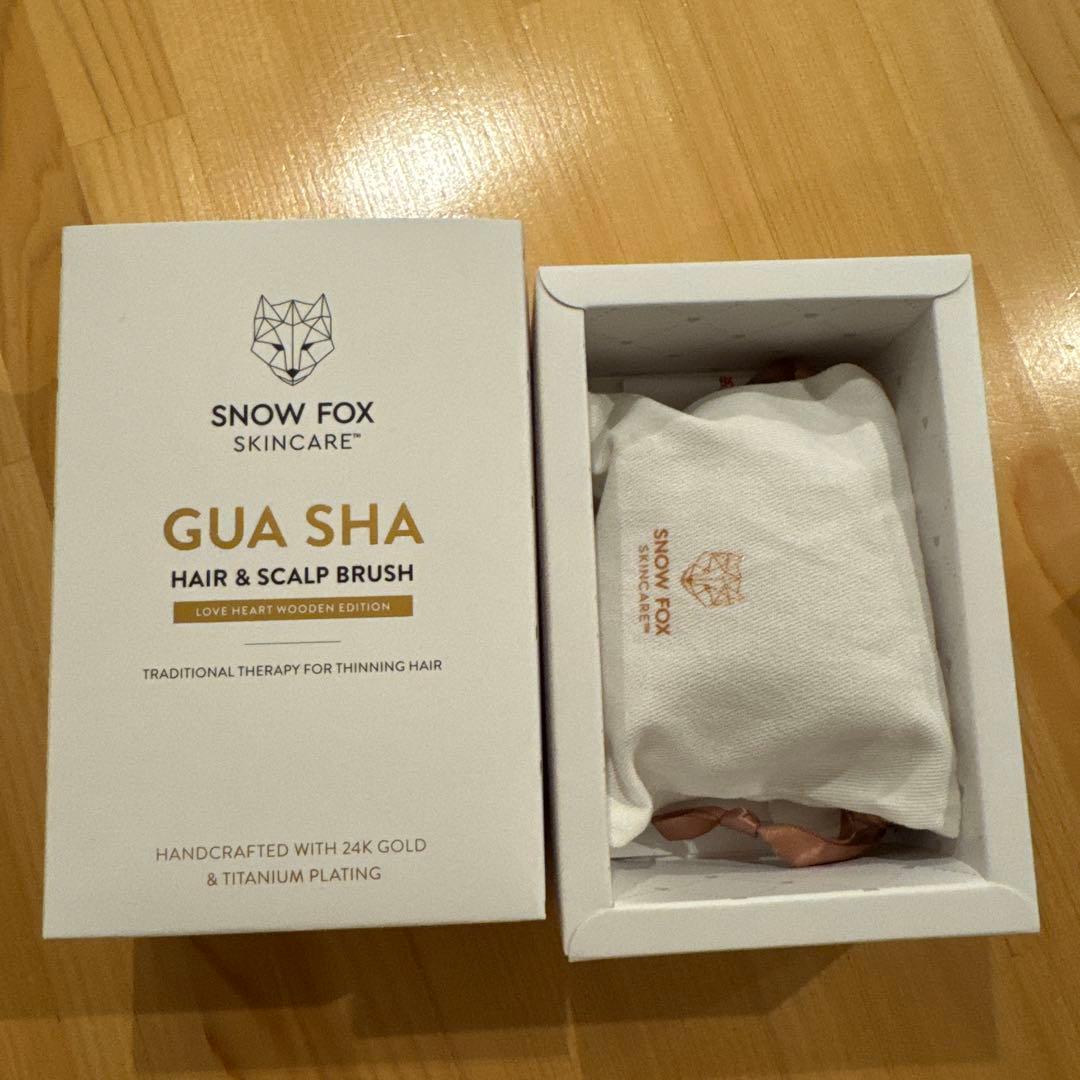 SNOW FOX
SKINCARE™
GUA SHA
HAIR & SCALP BRUSH
LOVE HEART WOODEN EDITION
TRADITIONAL THERAPY FOR THINNING HAIR
HANDCRAFTED WITH 24K GOLD
& TITANIUM PLATING
SNOW FOX
SKINCARE™